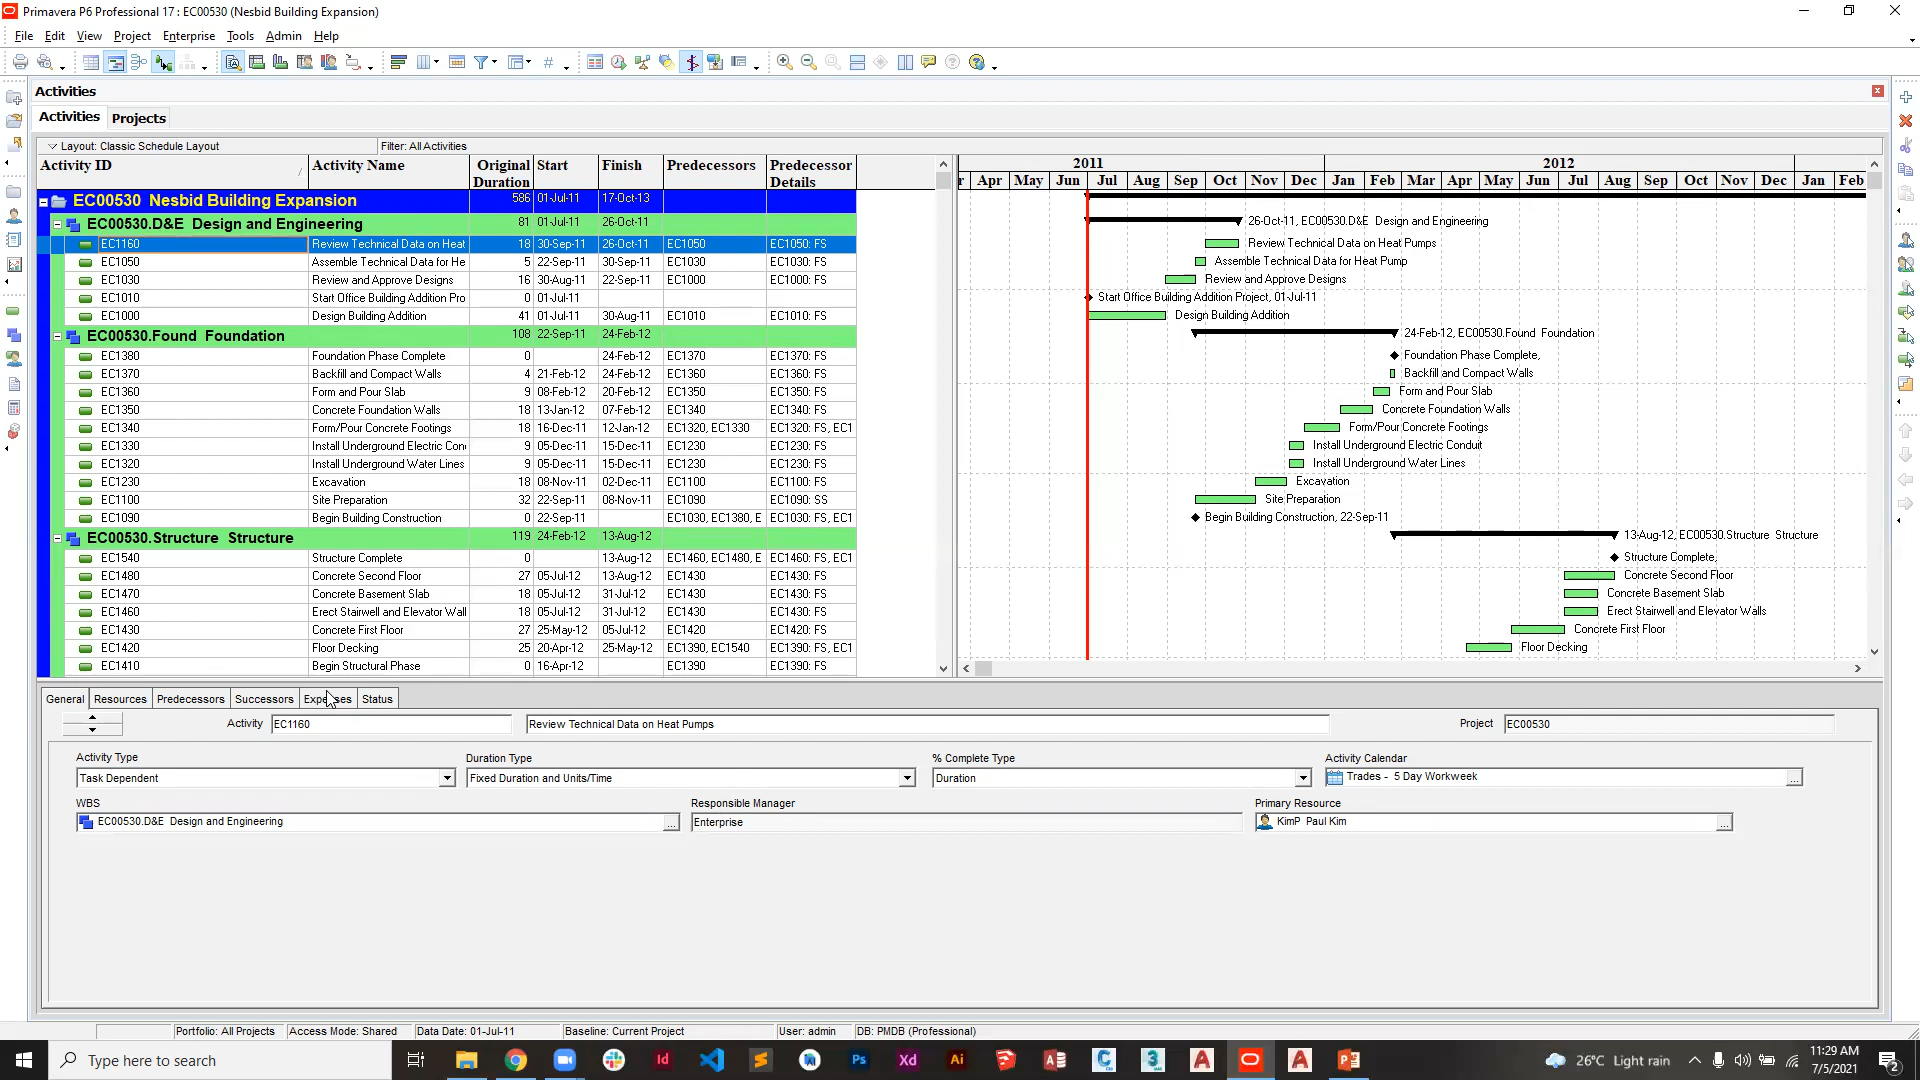 Primavera P6 Professional 17 : EC00530 (Nesbid Building Expansion)
File Edit View Project Enterprise Tools Admin Help
Activities
Activities Projects
Layout: Classic Schedule Layout Filter: All Activities
Activity ID Activity Name Original Duration Start Finish Predecessors Predecessor Details
2011 2012
r Apr May Jun Jul Aug Sep Oct Nov Dec Jan Feb Mar Apr May Jun Jul Aug Sep Oct Nov Dec Jan Feb
EC00530 Nesbid Building Expansion 586 01-Jul-11 17-Oct-13
EC00530.D&E Design and Engineering 81 01-Jul-11 26-Oct-11 26-Oct-11, EC00530.D&E Design and Engineering
EC1160 Review Technical Data on Heat 18 30-Sep-11 26-Oct-11 EC1050 EC1050: FS Review Technical Data on Heat Pumps
EC1050 Assemble Technical Data for He 5 22-Sep-11 30-Sep-11 EC1030 EC1030: FS Assemble Technical Data for Heat Pump
EC1030 Review and Approve Designs 16 30-Aug-11 22-Sep-11 EC1000 EC1000: FS Review and Approve Designs
EC1010 Start Office Building Addition Pro 0 01-Jul-11 Start Office Building Addition Project, 01-Jul-11
EC1000 Design Building Addition 41 01-Jul-11 30-Aug-11 EC1010 EC1010: FS Design Building Addition
EC00530.Found Foundation 108 22-Sep-11 24-Feb-12 24-Feb-12, EC00530.Found Foundation
EC1380 Foundation Phase Complete 0 24-Feb-12 EC1370 EC1370: FS Foundation Phase Complete,
EC1370 Backfill and Compact Walls 4 21-Feb-12 24-Feb-12 EC1360 EC1360: FS Backfill and Compact Walls
EC1360 Form and Pour Slab 9 08-Feb-12 20-Feb-12 EC1350 EC1350: FS Form and Pour Slab
EC1350 Concrete Foundation Walls 18 13-Jan-12 07-Feb-12 EC1340 EC1340: FS Concrete Foundation Walls
EC1340 Form/Pour Concrete Footings 18 16-Dec-11 12-Jan-12 EC1320, EC1330 EC1320: FS, EC1 Form/Pour Concrete Footings
EC1330 Install Underground Electric Con 9 05-Dec-11 15-Dec-11 EC1230 EC1230: FS Install Underground Electric Conduit
EC1320 Install Underground Water Lines 9 05-Dec-11 15-Dec-11 EC1230 EC1230: FS Install Underground Water Lines
EC1230 Excavation 18 08-Nov-11 02-Dec-11 EC1100 EC1100: FS Excavation
EC1100 Site Preparation 32 22-Sep-11 08-Nov-11 EC1090 EC1090: SS Site Preparation
EC1090 Begin Building Construction 0 22-Sep-11 EC1030, EC1380, E EC1030: FS, EC1 Begin Building Construction, 22-Sep-11
EC00530.Structure Structure 119 24-Feb-12 13-Aug-12 13-Aug-12, EC00530.Structure Structure
EC1540 Structure Complete 0 13-Aug-12 EC1460, EC1480, E EC1460: FS, EC1 Structure Complete,
EC1480 Concrete Second Floor 27 05-Jul-12 13-Aug-12 EC1430 EC1430: FS Concrete Second Floor
EC1470 Concrete Basement Slab 18 05-Jul-12 31-Jul-12 EC1430 EC1430: FS Concrete Basement Slab
EC1460 Erect Stairwell and Elevator Wall 18 05-Jul-12 31-Jul-12 EC1430 EC1430: FS Erect Stairwell and Elevator Walls
EC1430 Concrete First Floor 27 25-May-12 05-Jul-12 EC1420 EC1420: FS Concrete First Floor
EC1420 Floor Decking 25 20-Apr-12 25-May-12 EC1390, EC1540 EC1390: FS, EC1 Floor Decking
EC1410 Begin Structural Phase 0 16-Apr-12 EC1390 EC1390: FS
General Resources Predecessors Successors Expenses Status
Activity EC1160 Review Technical Data on Heat Pumps Project EC00530
Activity Type Duration Type % Complete Type Activity Calendar
Task Dependent Fixed Duration and Units/Time Duration Trades - 5 Day Workweek
WBS Responsible Manager Primary Resource
EC00530.D&E Design and Engineering Enterprise KimP Paul Kim
Portfolio: All Projects Access Mode: Shared Data Date: 01-Jul-11 Baseline: Current Project User: admin DB: PMDB (Professional)
Type here to search
26°C Light rain
11:29 AM
7/5/2021
2